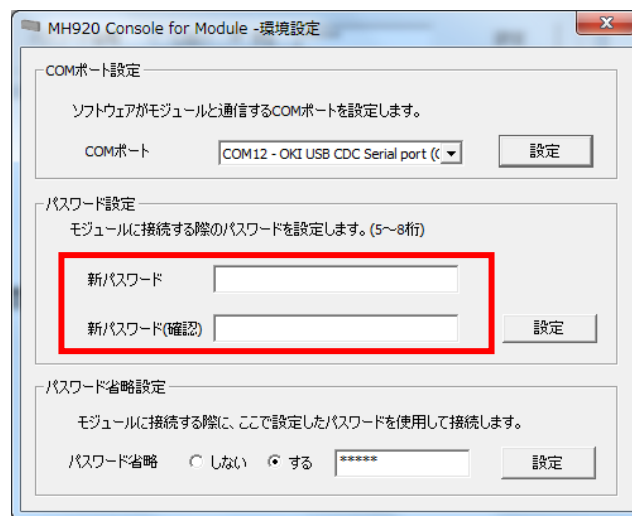 MH920 Console for Module -環境設定
COMポート設定
ソフトウェアがモジュールと通信するCOMポートを設定します。
COMポート COM12 - OKI USB CDC Serial port (C 設定
パスワード設定
モジュールに接続する際のパスワードを設定します。(5～8桁)
新パスワード
新パスワード(確認) 設定
パスワード省略設定
モジュールに接続する際に、ここで設定したパスワードを使用して接続します。
パスワード省略 しない する ***** 設定